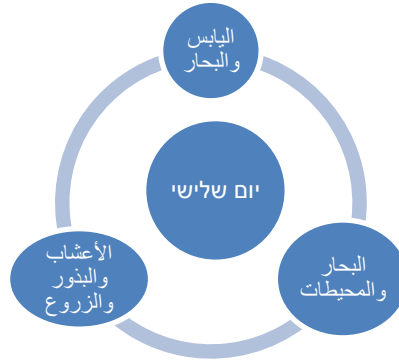 اليابس
والبحار
יום שלישי
البحار
والمحيطات
الأعشاب
والبذور
والزروع